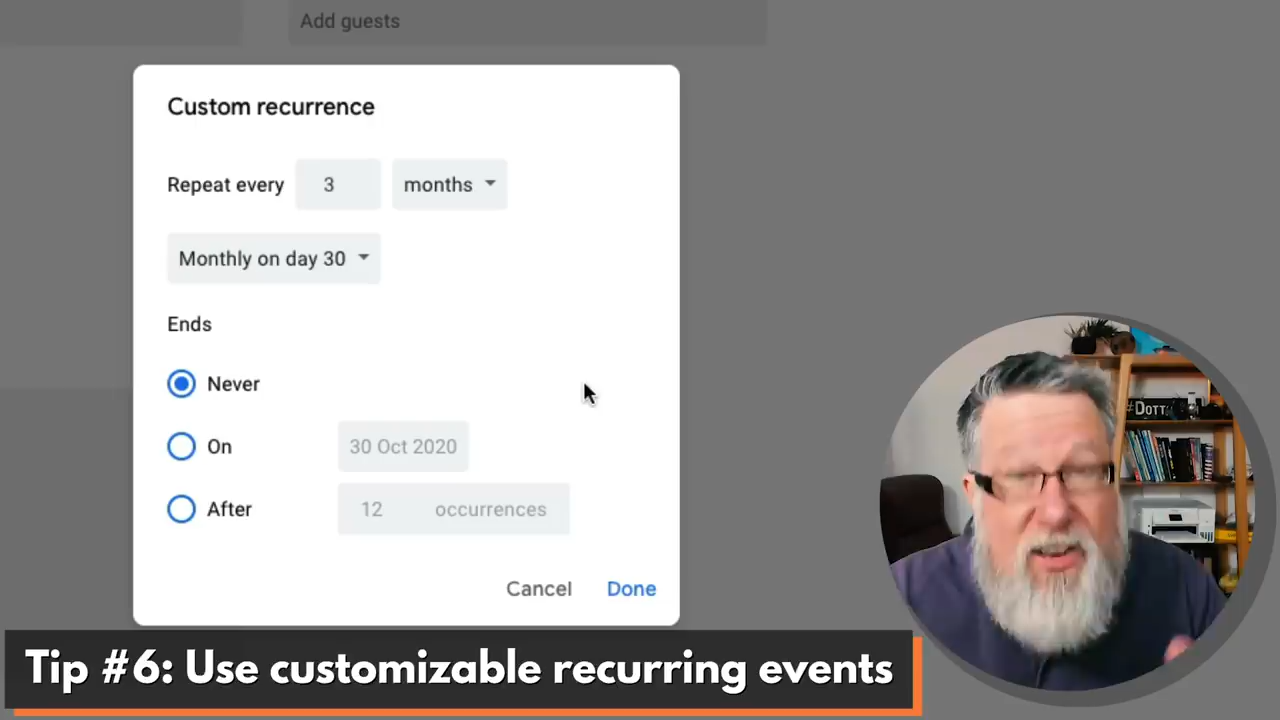 Add guests
Custom recurrence
Repeat every 3 months
Monthly on day 30
Ends
Never
On 30 Oct 2020
After 12 occurrences
Cancel Done
#DOTT
Tip #6: Use customizable recurring events